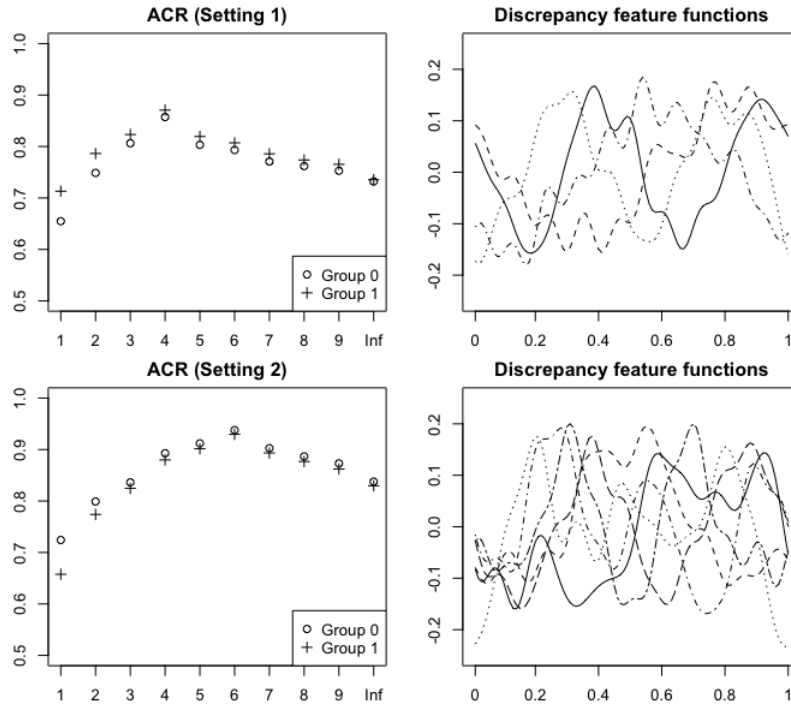 ACR (Setting 1)
1.0
0.9
0.8
0.7
0.6
0.5
Group 0
Group 1
1 2 3 4 5 6 7 8 9 Inf
Discrepancy feature functions
0.2
0.1
0.0
-0.1
-0.2
0 0.2 0.4 0.6 0.8 1
ACR (Setting 2)
1.0
0.9
0.8
0.7
0.6
0.5
Group 0
Group 1
1 2 3 4 5 6 7 8 9 Inf
Discrepancy feature functions
0.2
0.1
0.0
-0.1
-0.2
0 0.2 0.4 0.6 0.8 1